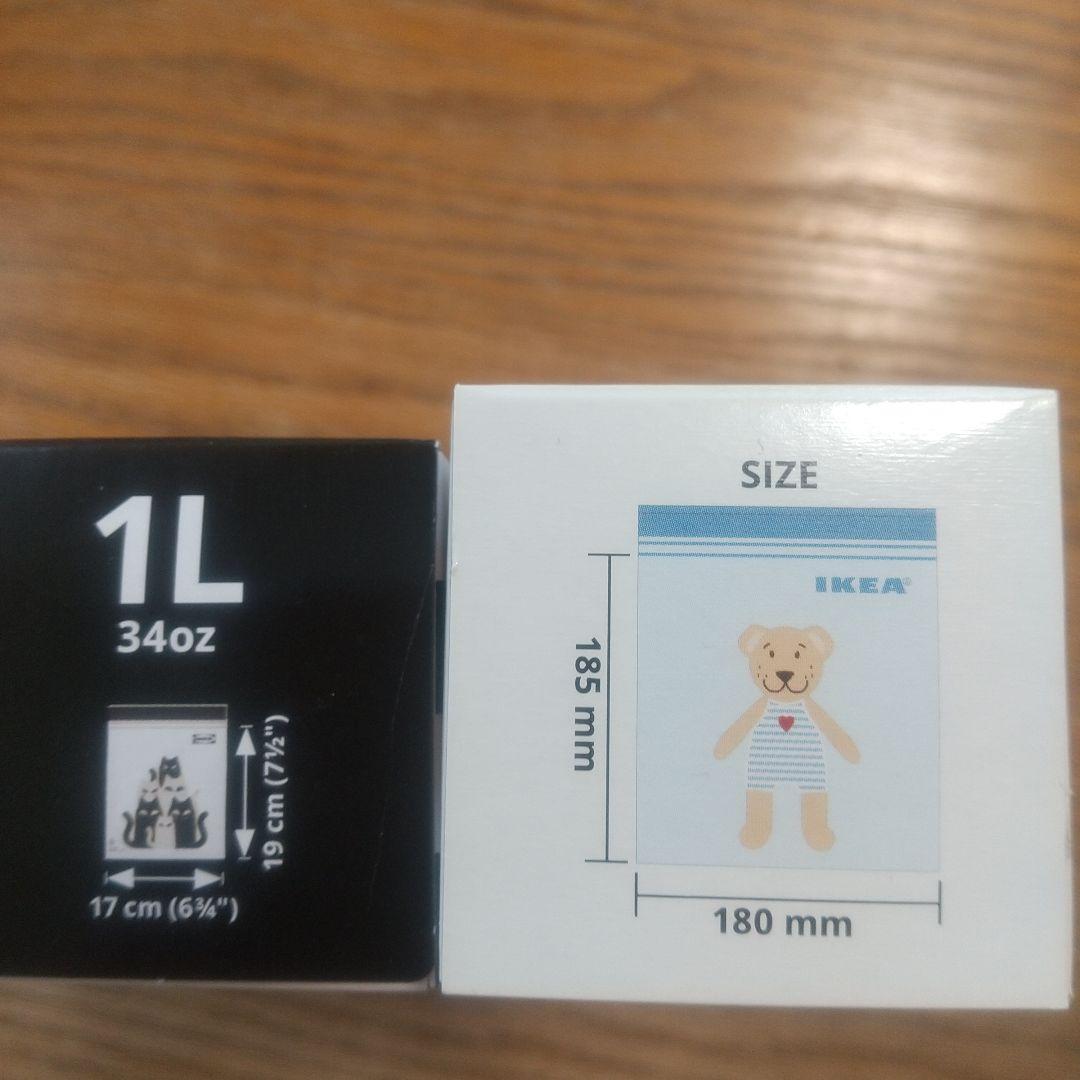 1L
34oz
19 cm (7½")
17 cm (6¾")
SIZE
IKEA®
185 mm
180 mm